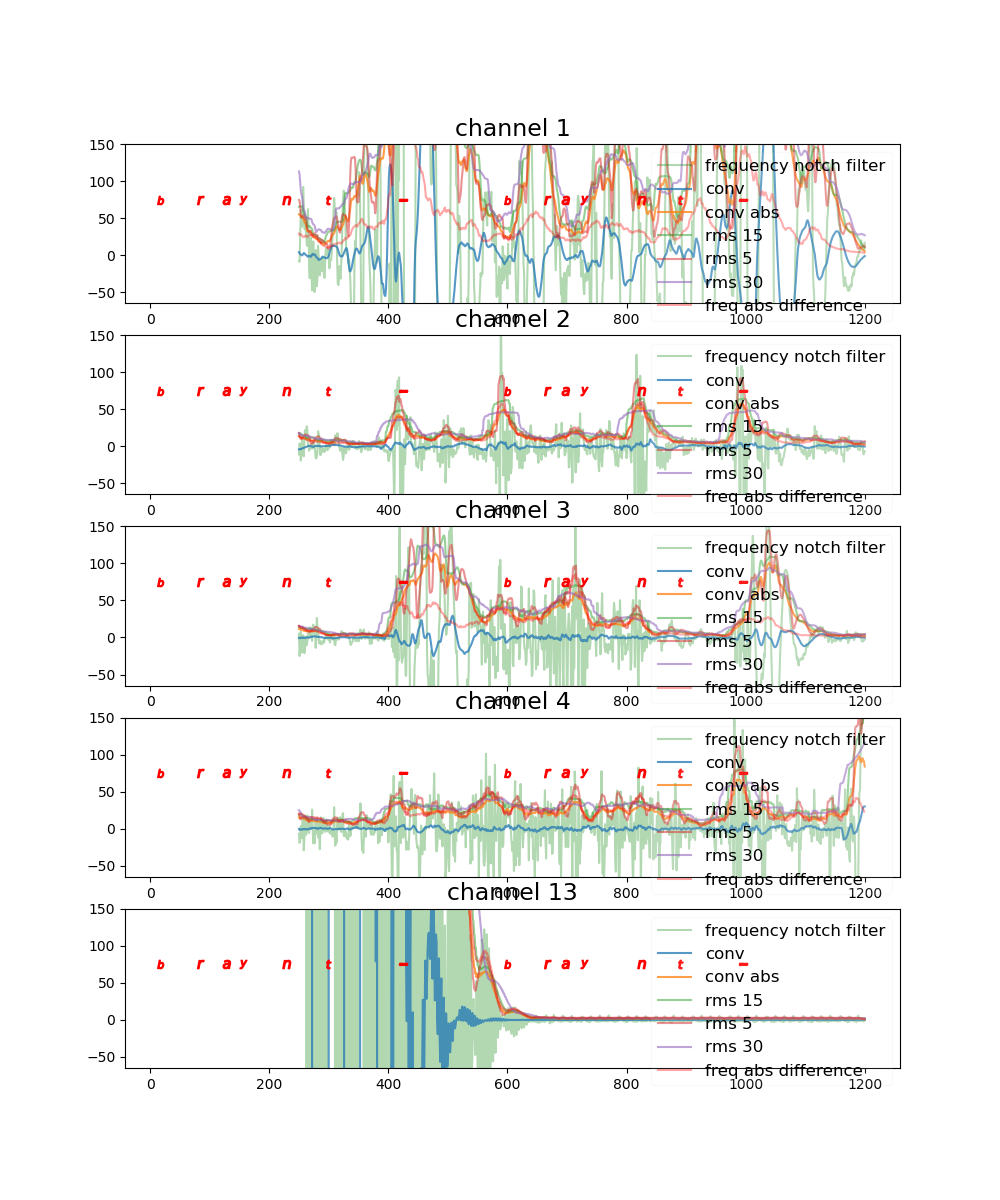 channel 1
150
100
50
0
−50
b r a y n t - b r a y n t -
frequency notch filter
conv
conv abs
rms 15
rms 5
rms 30
freq abs difference
0 200 400 600 800 1000 1200
channel 2
150
100
50
0
−50
b r a y n t - b r a y n t -
frequency notch filter
conv
conv abs
rms 15
rms 5
rms 30
freq abs difference
0 200 400 600 800 1000 1200
channel 3
150
100
50
0
−50
b r a y n t - b r a y n t -
frequency notch filter
conv
conv abs
rms 15
rms 5
rms 30
freq abs difference
0 200 400 600 800 1000 1200
channel 4
150
100
50
0
−50
b r a y n t - b r a y n t -
frequency notch filter
conv
conv abs
rms 15
rms 5
rms 30
freq abs difference
0 200 400 600 800 1000 1200
channel 13
150
100
50
0
−50
b r a y n t - b r a y n t -
frequency notch filter
conv
conv abs
rms 15
rms 5
rms 30
freq abs difference
0 200 400 600 800 1000 1200